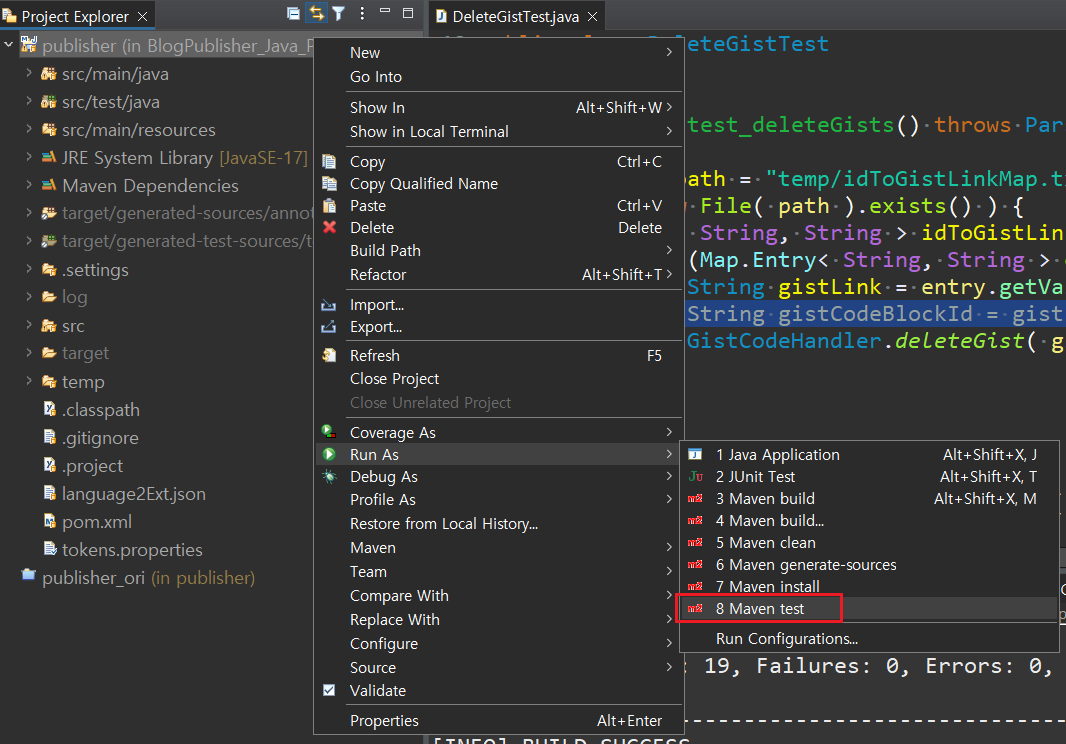 Project Explorer
DeleteGistTest.java
publisher (in BlogPublisher_Java_
src/main/java
src/test/java
src/main/resources
JRE System Library [JavaSE-17]
Maven Dependencies
target/generated-sources/annot
target/generated-test-sources/t
.settings
log
src
target
temp
.classpath
.gitignore
.project
language2Ext.json
pom.xml
tokens.properties
publisher_ori (in publisher)
New
Go Into
Show In Alt+Shift+W
Show in Local Terminal
Copy Ctrl+C
Copy Qualified Name
Paste Ctrl+V
Delete Delete
Build Path
Refactor Alt+Shift+T
Import...
Export...
Refresh F5
Close Project
Close Unrelated Project
Coverage As
Run As
Debug As
Profile As
Restore from Local History...
Maven
Team
Compare With
Replace With
Configure
Source
Validate
Properties Alt+Enter
1 Java Application Alt+Shift+X, J
2 JUnit Test Alt+Shift+X, T
3 Maven build Alt+Shift+X, M
4 Maven build...
5 Maven clean
6 Maven generate-sources
7 Maven install
8 Maven test
Run Configurations...
eleteGistTest
test_deleteGists() throws Par
ath = "temp/idToGistLinkMap.t
File( path ).exists() ) {
String, String > idToGistLin
(Map.Entry< String, String >
String gistLink = entry.getVa
String gistCodeBlockId = gist
GistCodeHandler.deleteGist( g
: 19, Failures: 0, Errors: 0,
------------------------------
[INFO] BUILD SUCCESS